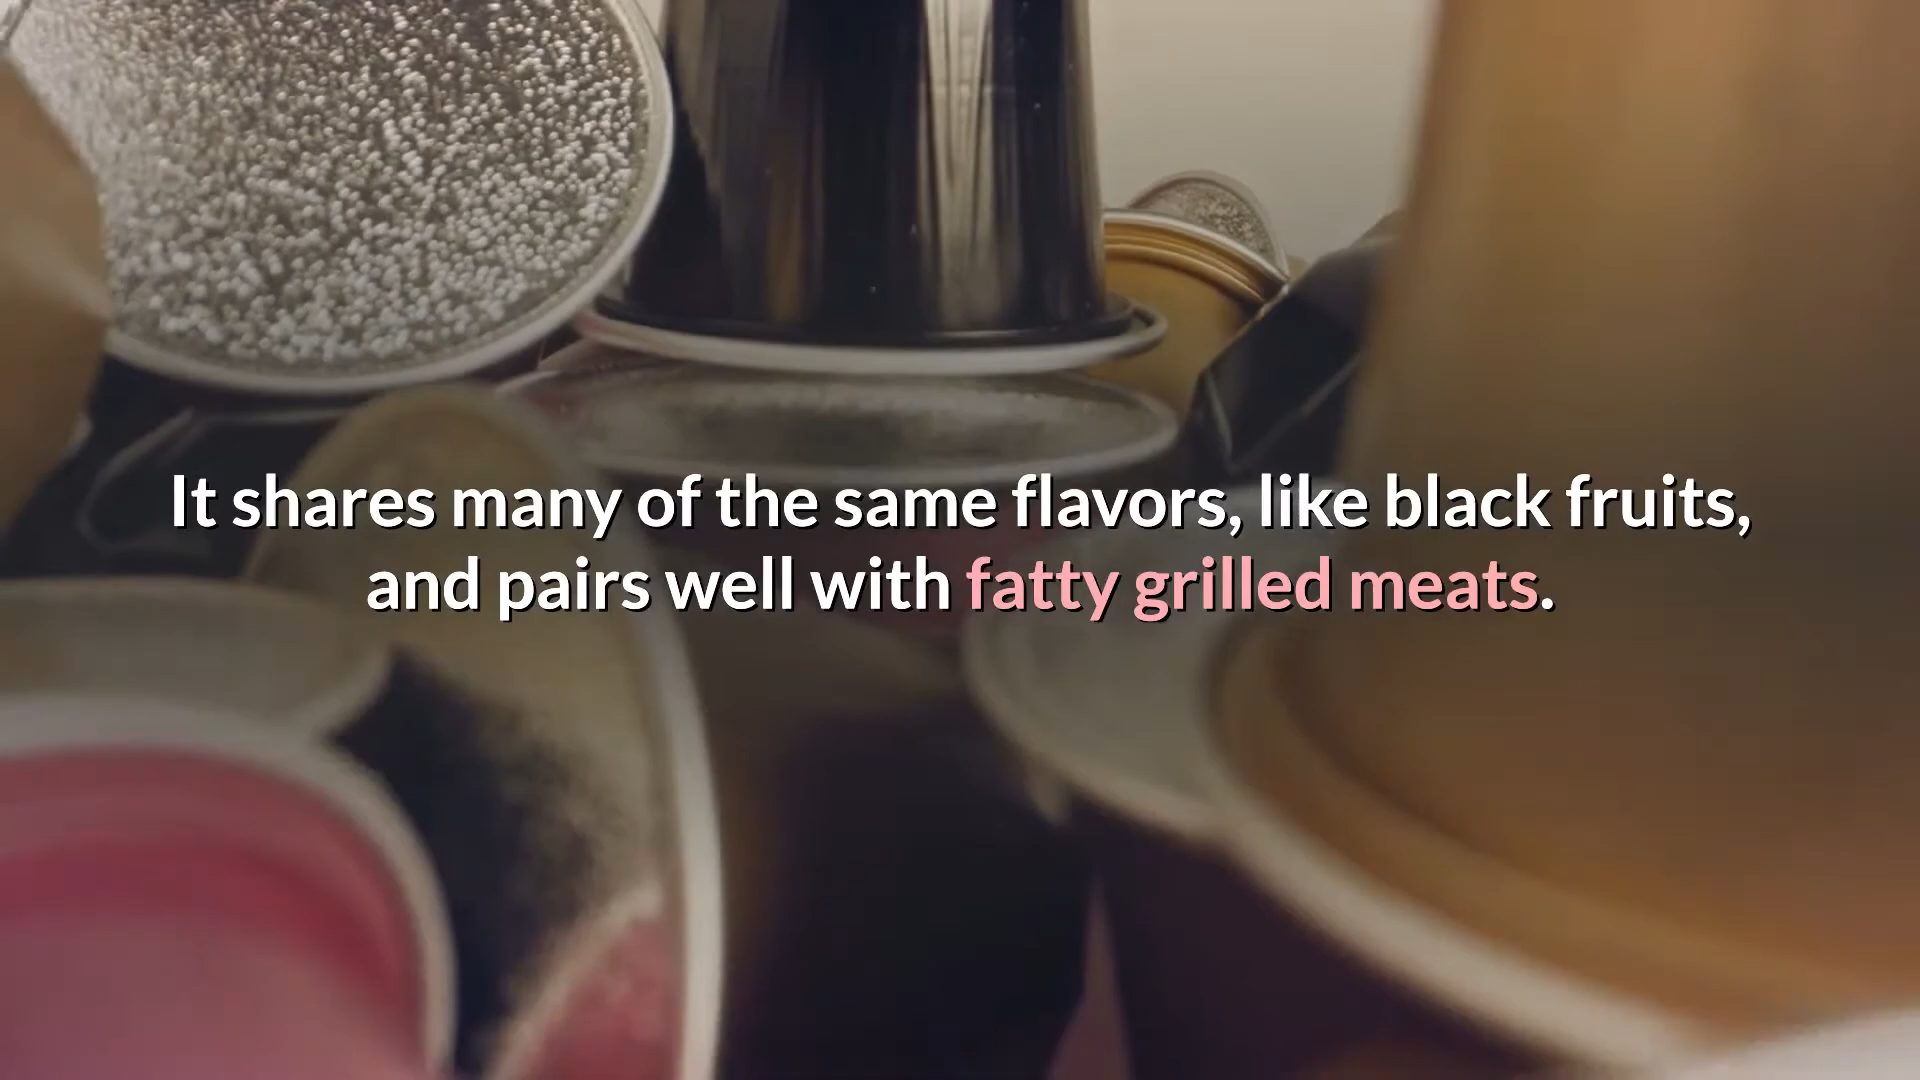 It shares many of the same flavors, like black fruits,
and pairs well with fatty grilled meats.